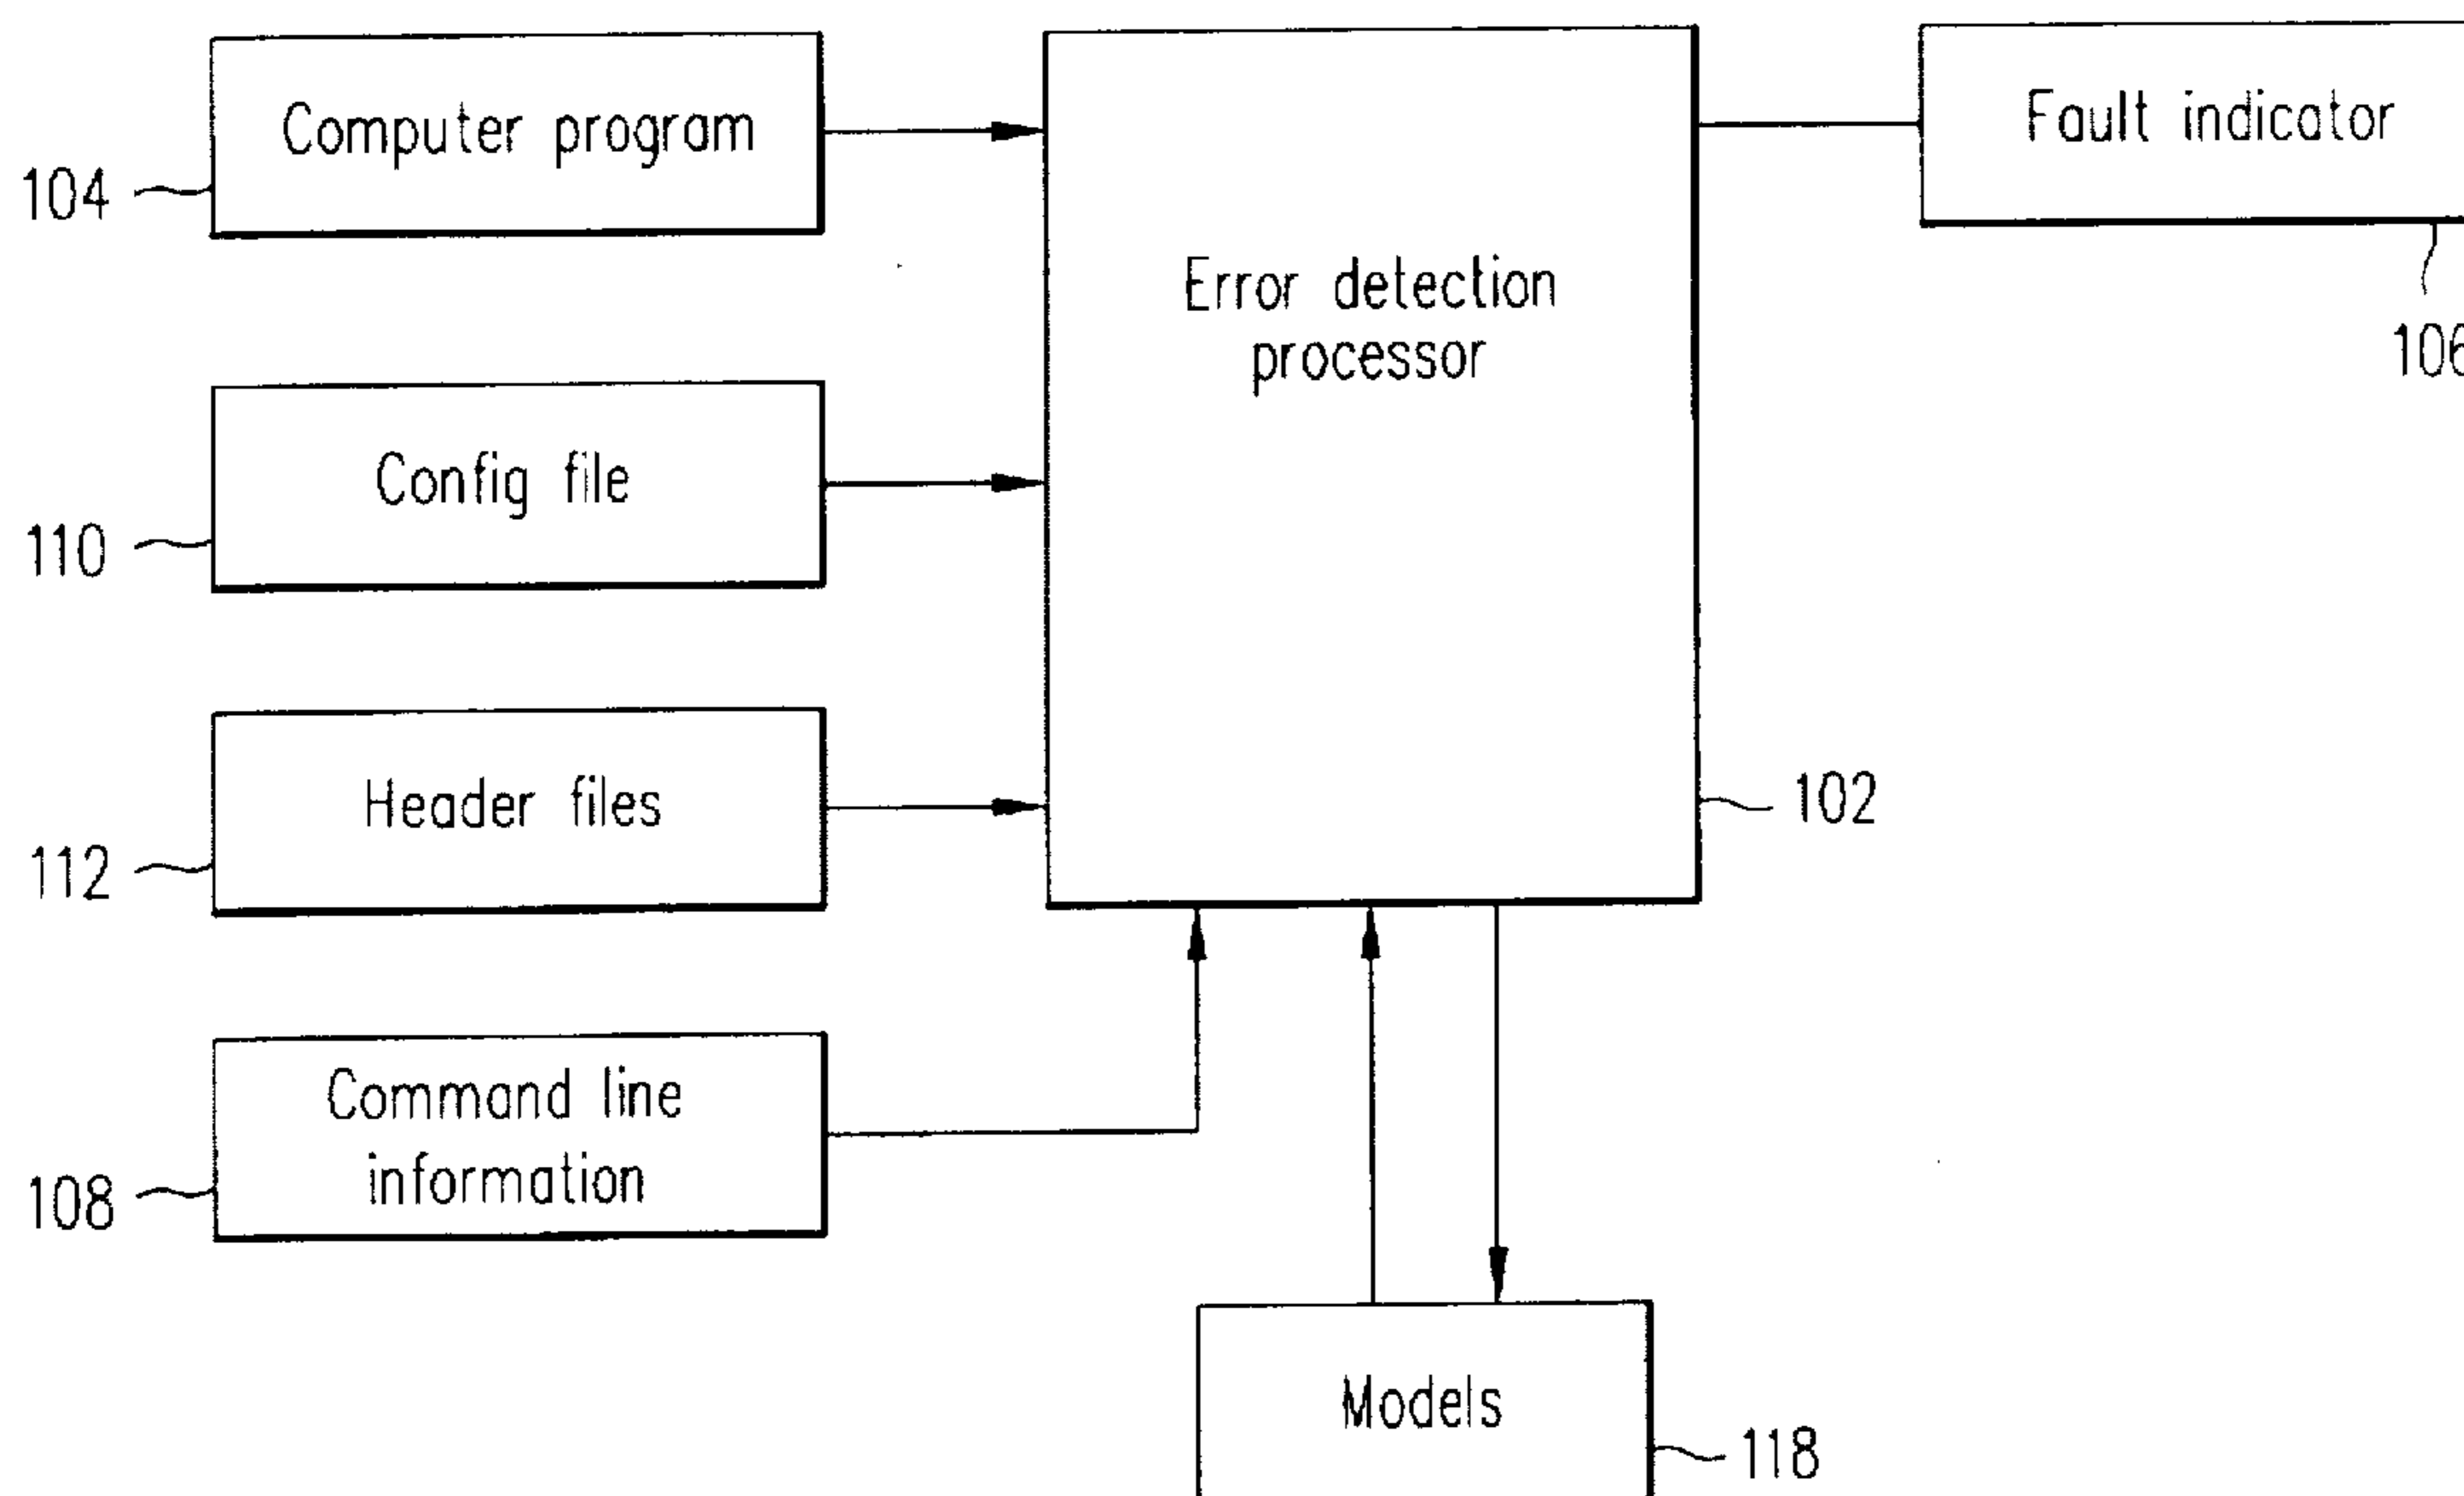 Computer program
104
Config file
110
Header files
112
Command line
information
108
Error detection
processor
102
Fault indicator
106
Models
118